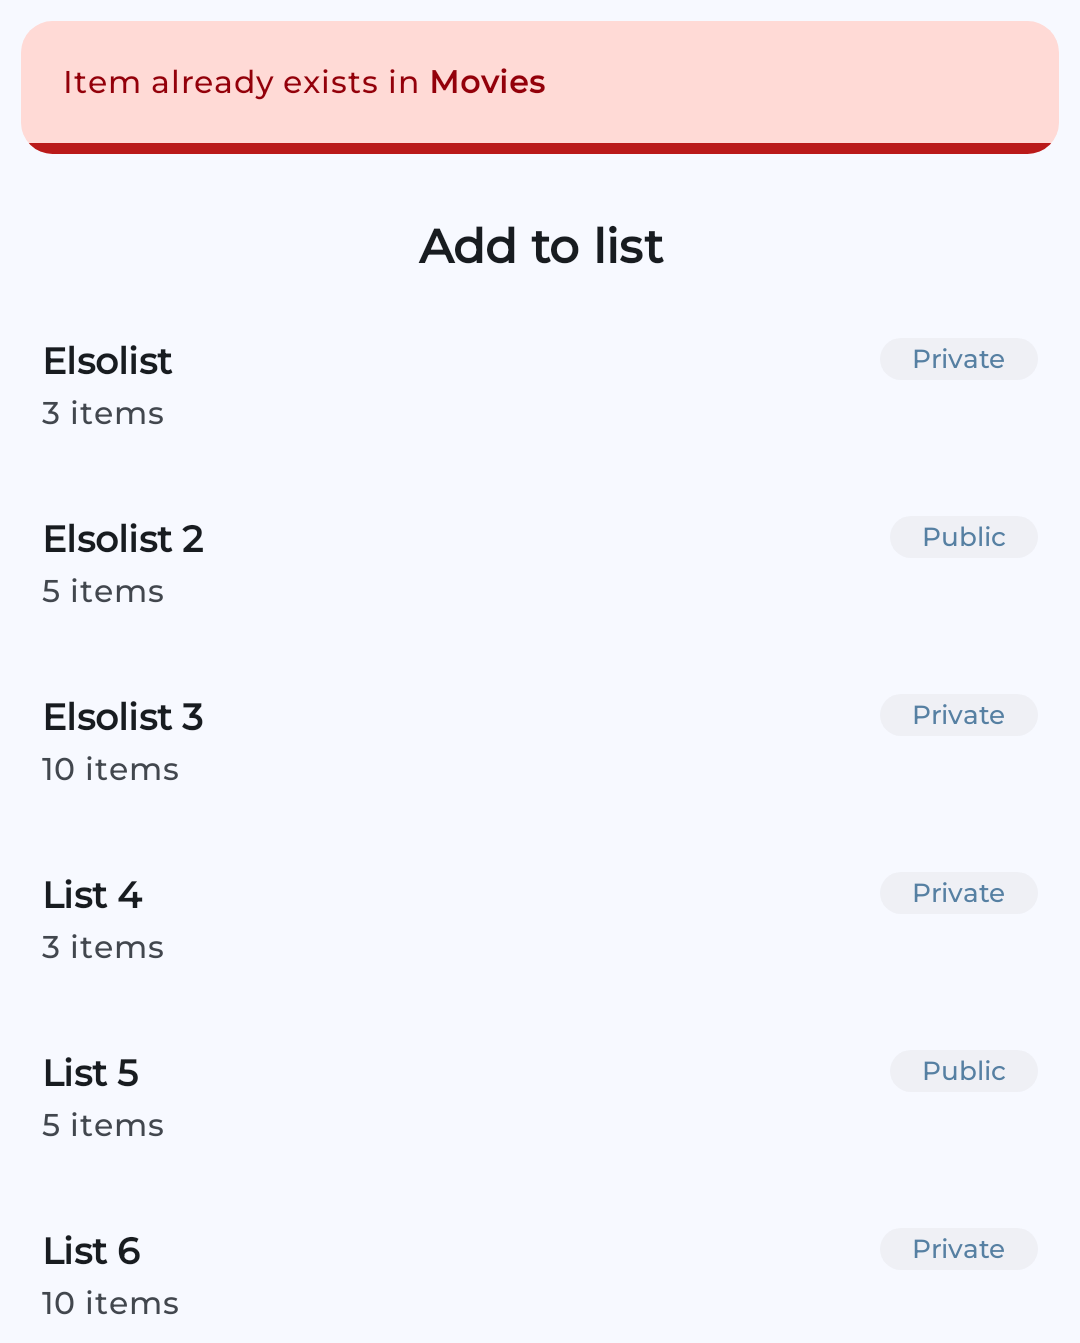 Item already exists in Movies
Add to list
Elsolist
Private
3 items
Elsolist 2
Public
5 items
Elsolist 3
Private
10 items
List 4
Private
3 items
List 5
Public
5 items
List 6
Private
10 items